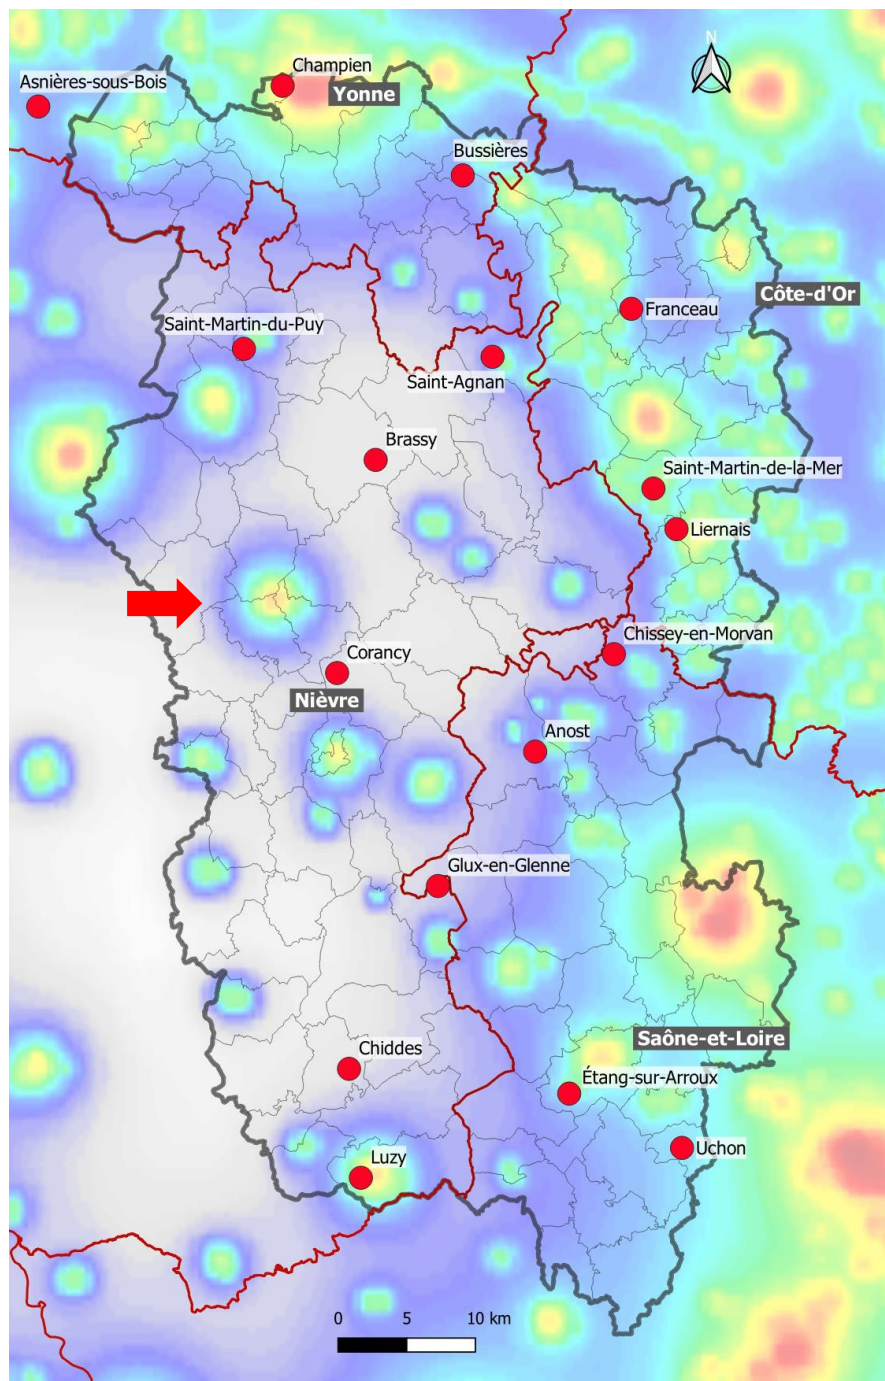 N
Champien
Asnières-sous-Bois
Yonne
Bussières
Côte-d'Or
Franceau
Saint-Martin-du-Puy
Saint-Agnan
Brassy
Saint-Martin-de-la-Mer
Liernais
Chissey-en-Morvan
Corancy
Nièvre
Anost
Glux-en-Glenne
Saône-et-Loire
Chiddes
Étang-sur-Arroux
Uchon
Luzy
0 5 10 km